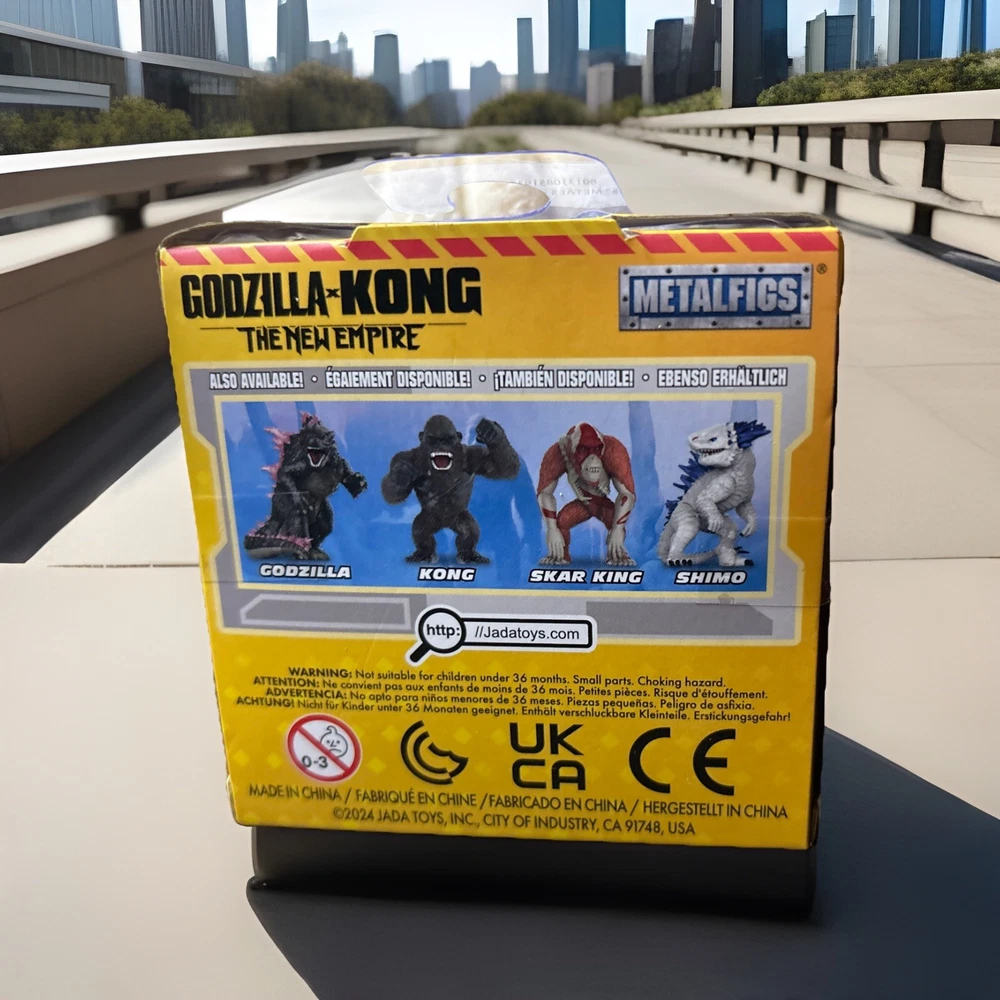 GODZILLA x KONG
THE NEW EMPIRE
METALFIGS®
ALSO AVAILABLE! • ÉGAIEMENT DISPONIBLE! • ¡TAMBIÉN DISPONIBLE! • EBENSO ERHÄLTLICH
GODZILLA KONG SKAR KING SHIMO
http: //Jadatoys.com
WARNING: Not suitable for children under 36 months. Small parts. Choking hazard.
ATTENTION: Ne convient pas aux enfants de moins de 36 mois. Petites pièces. Risque d'étouffement.
ADVERTENCIA: No apto para niños menores de 36 meses. Piezas pequeñas. Peligro de asfixia.
ACHTUNG! Nicht für Kinder unter 36 Monaten geeignet. Enthält verschluckbare Kleinteile. Erstickungsgefahr!
0-3
UK
CA
CE
MADE IN CHINA / FABRIQUÉ EN CHINE / FABRICADO EN CHINA / HERGESTELLT IN CHINA
©2024 JADA TOYS, INC., CITY OF INDUSTRY, CA 91748, USA